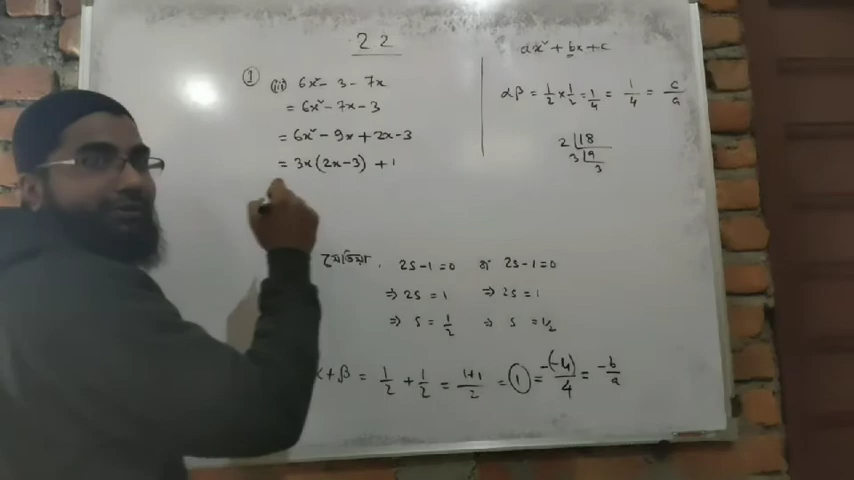 2 2
① (iii) 6x² - 3 - 7x
= 6x² - 7x - 3
= 6x² - 9x + 2x - 3
= 3x(2x-3) + 1
ax² + bx + c
αβ = 1/2 × 1/2 = 1/4 = 1/4 = c/a
2 | 18
3 | 9
3
2s-1=0 বা 2s-1=0
⇒ 2s = 1 ⇒ 2s = 1
⇒ s = 1/2 ⇒ s = 1/2
+ β = 1/2 + 1/2 = 1+1/2 = ① = -(-4)/4 = -b/a